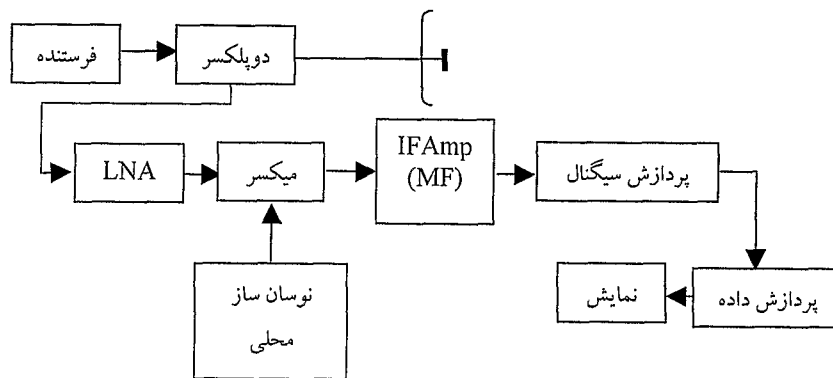 فرستنده
دوپلکسر
LNA
میکسر
IFAmp
(MF)
پردازش سیگنال
نوسان ساز
محلی
پردازش داده
نمایش